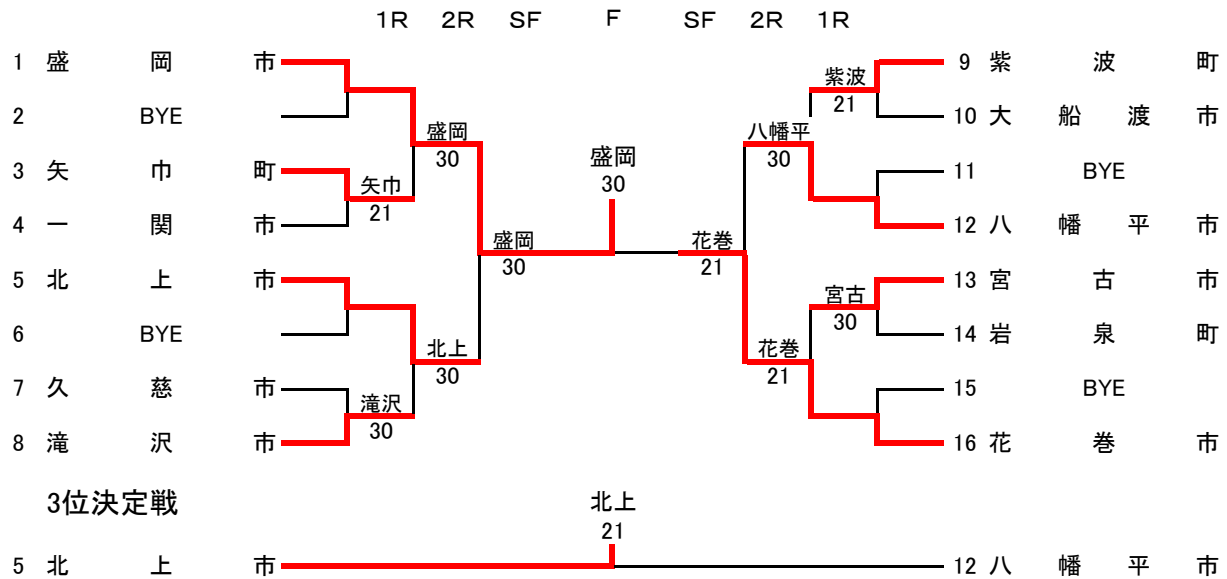 1R 2R SF F SF 2R 1R
1 盛岡市 9 紫波町
紫波
21
2 BYE 10 大船渡市
盛岡 八幡平
30 30
盛岡
30
3 矢巾町 11 BYE
矢巾
21
4 一関市 12 八幡平市
盛岡 花巻
30 21
5 北上市 13 宮古市
宮古
30
6 BYE 14 岩泉町
北上 花巻
30 21
7 久慈市 15 BYE
滝沢
30
8 滝沢市 16 花巻市
3位決定戦
北上
21
5 北上市 12 八幡平市